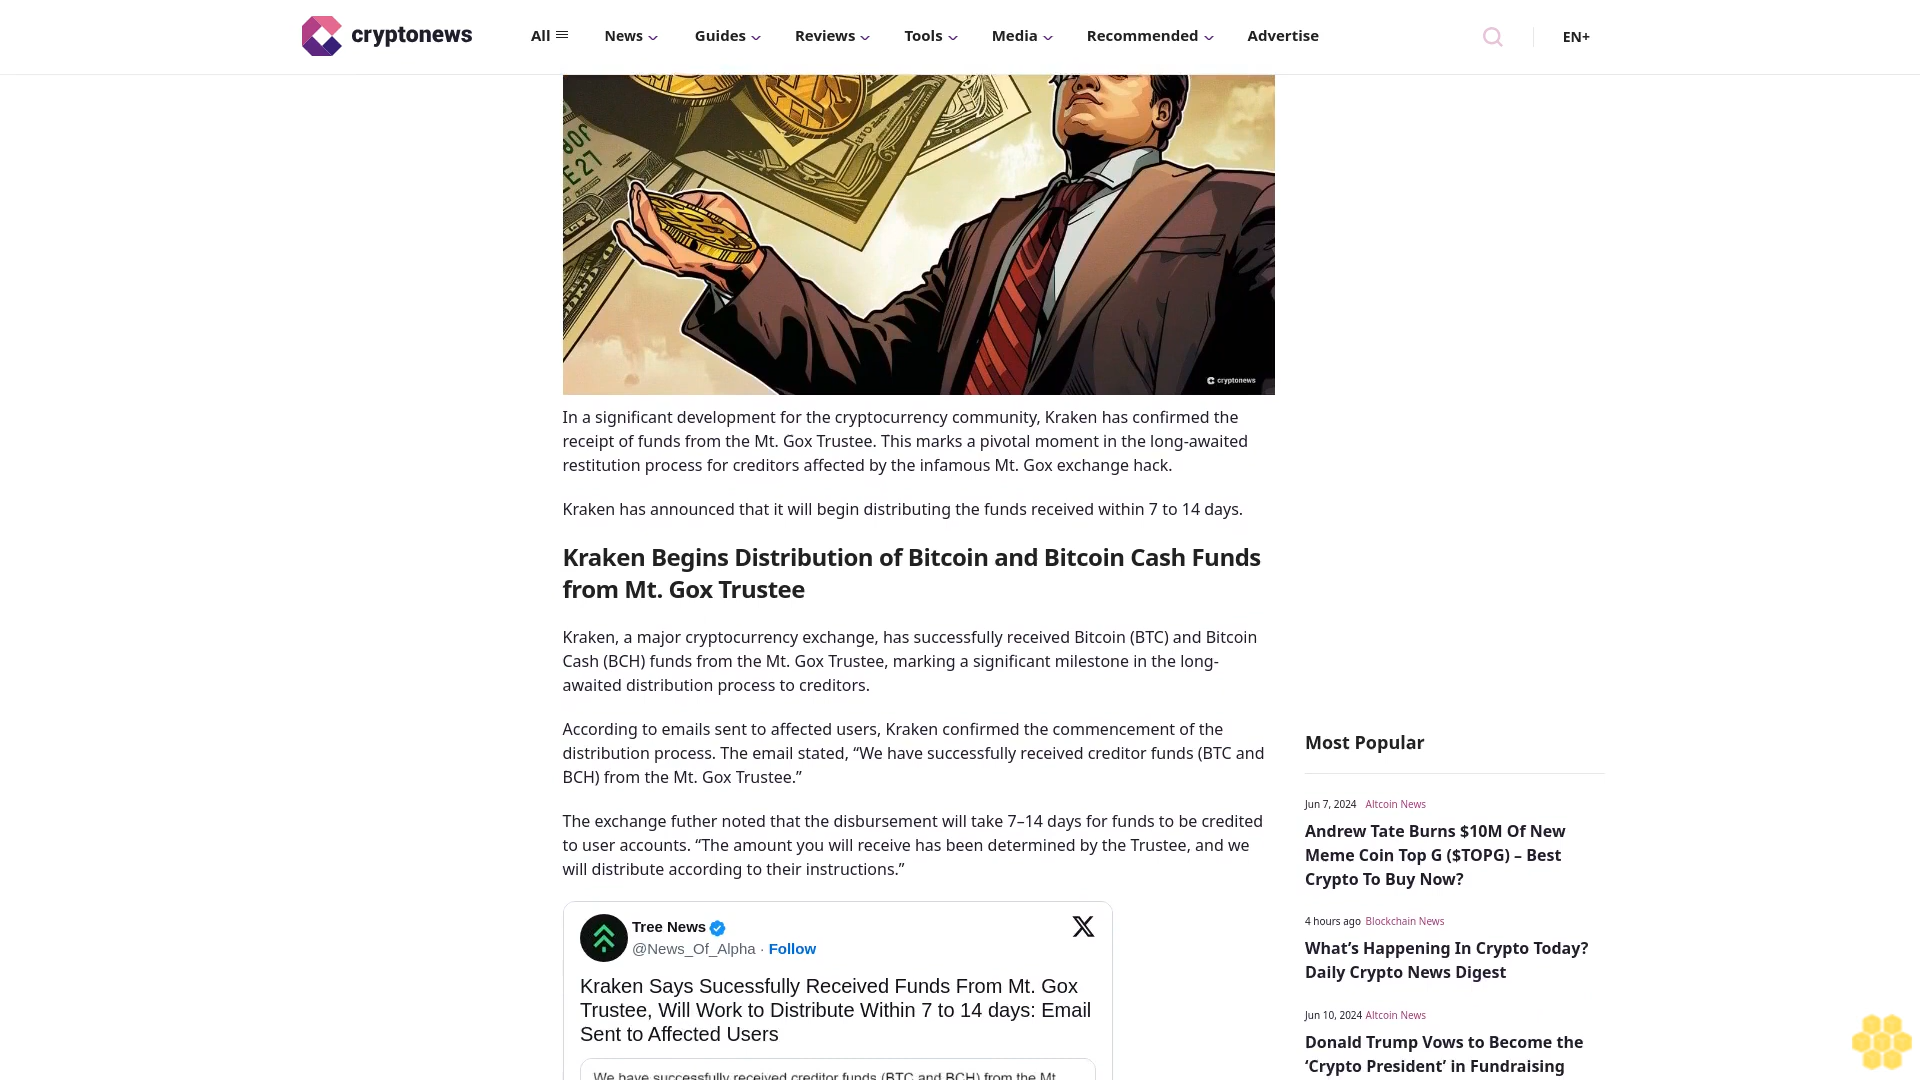 cryptonews
All
News
Guides
Reviews
Tools
Media
Recommended
Advertise
EN+
cryptonews
In a significant development for the cryptocurrency community, Kraken has confirmed the
receipt of funds from the Mt. Gox Trustee. This marks a pivotal moment in the long-awaited
restitution process for creditors affected by the infamous Mt. Gox exchange hack.
Kraken has announced that it will begin distributing the funds received within 7 to 14 days.
Kraken Begins Distribution of Bitcoin and Bitcoin Cash Funds
from Mt. Gox Trustee
Kraken, a major cryptocurrency exchange, has successfully received Bitcoin (BTC) and Bitcoin
Cash (BCH) funds from the Mt. Gox Trustee, marking a significant milestone in the long-
awaited distribution process to creditors.
According to emails sent to affected users, Kraken confirmed the commencement of the
distribution process. The email stated, “We have successfully received creditor funds (BTC and
BCH) from the Mt. Gox Trustee.”
The exchange futher noted that the disbursement will take 7–14 days for funds to be credited
to user accounts. “The amount you will receive has been determined by the Trustee, and we
will distribute according to their instructions.”
Tree News
@News_Of_Alpha · Follow
Kraken Says Sucessfully Received Funds From Mt. Gox
Trustee, Will Work to Distribute Within 7 to 14 days: Email
Sent to Affected Users
We have successfully received creditor funds (BTC and BCH) from the Mt.
Most Popular
Jun 7, 2024 Altcoin News
Andrew Tate Burns $10M Of New
Meme Coin Top G ($TOPG) – Best
Crypto To Buy Now?
4 hours ago Blockchain News
What’s Happening In Crypto Today?
Daily Crypto News Digest
Jun 10, 2024 Altcoin News
Donald Trump Vows to Become the
‘Crypto President’ in Fundraising